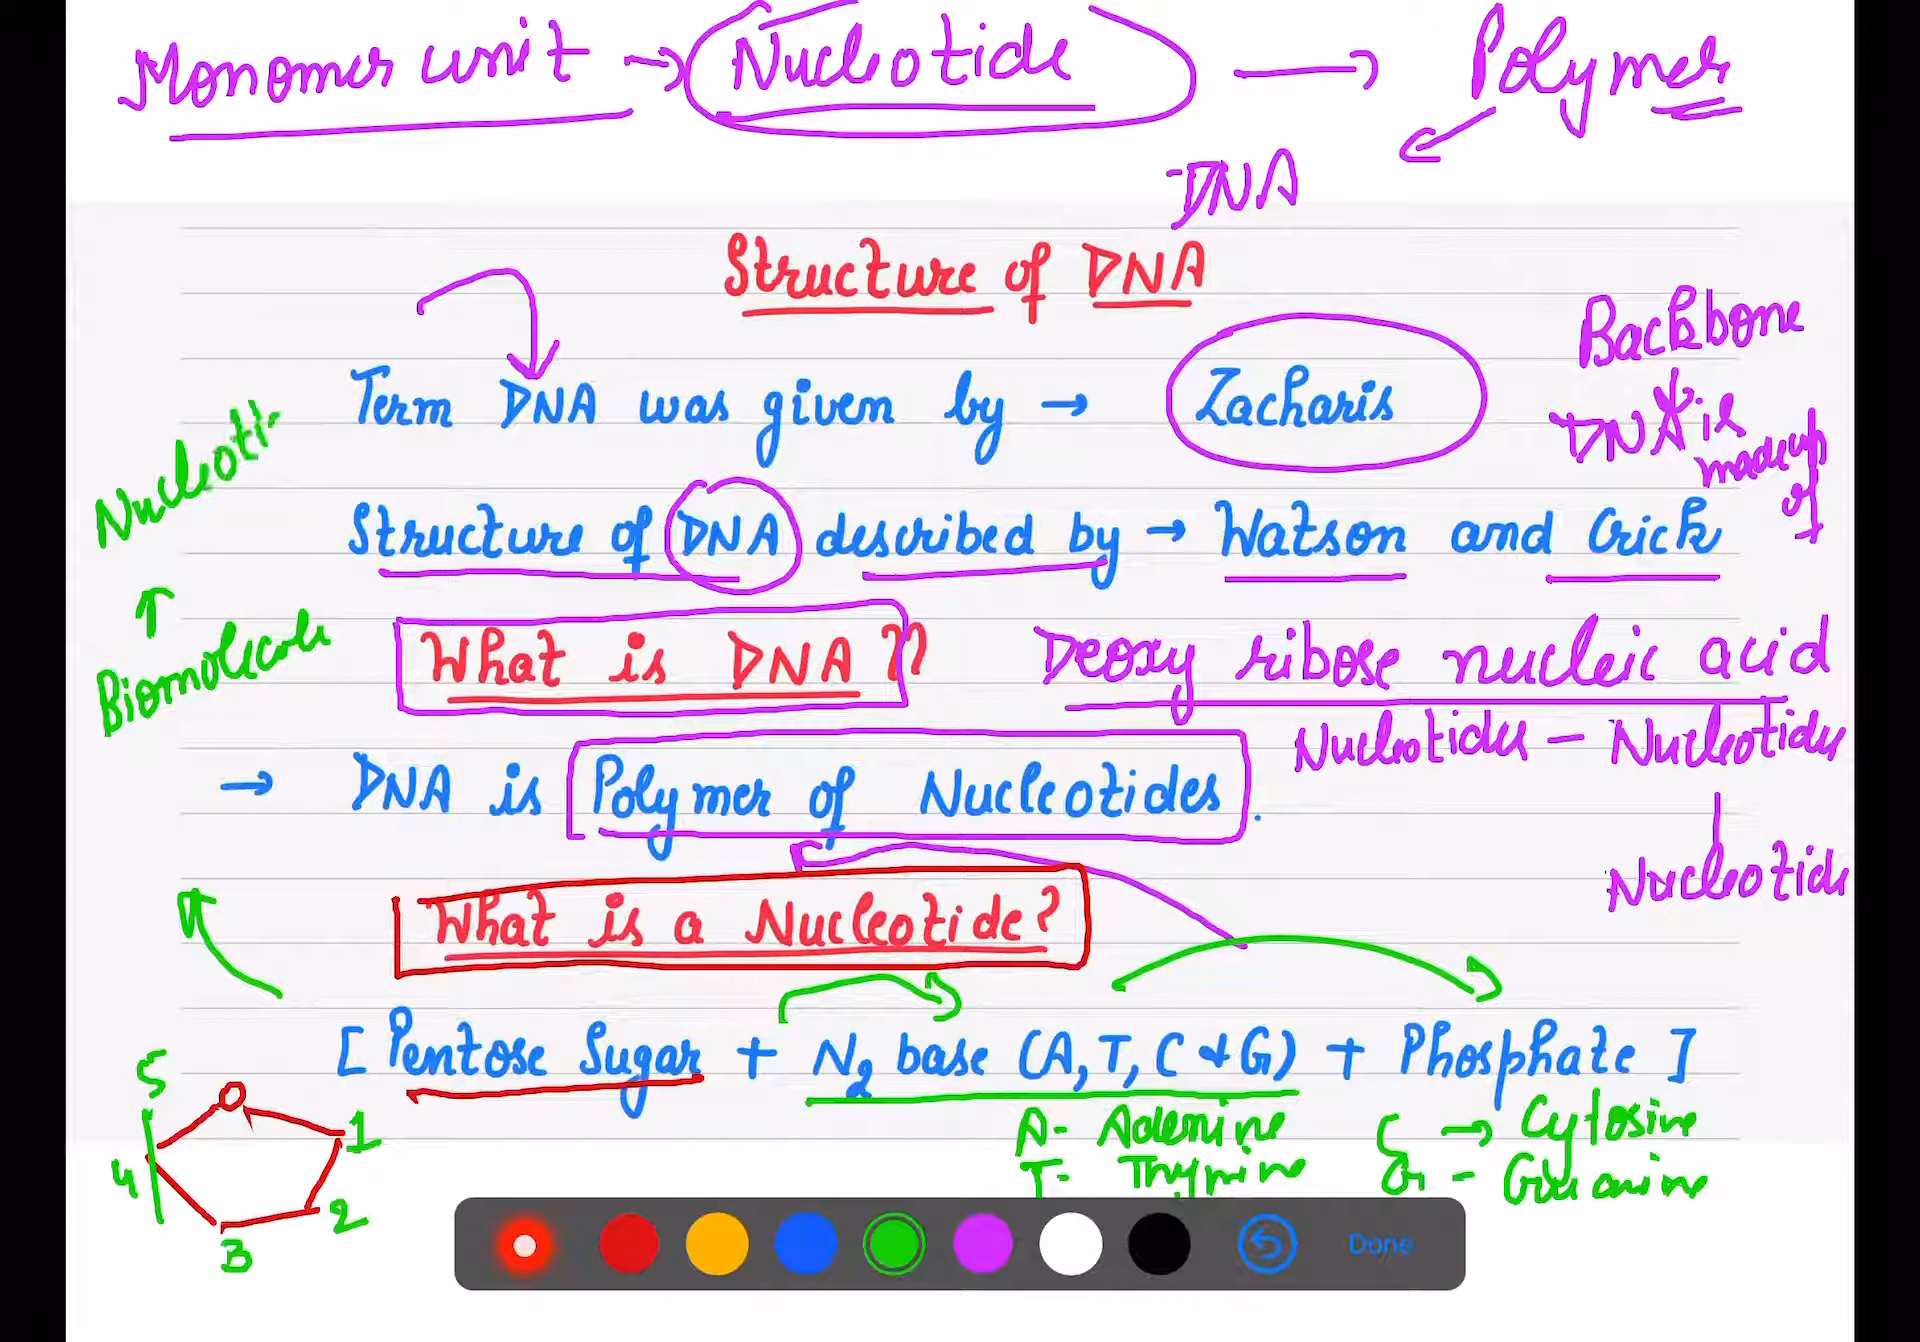 Monomer unit → Nucleotide → Polymer
DNA
Structure of DNA
Backbone
DNA is
made up
of
Term DNA was given by → Zacharis
Nucleoti-
Structure of DNA described by → Watson and Crick
↑
Biomolecule
What is DNA ?? Deoxy ribose nucleic acid
Nucleotides - Nucleotides
→ DNA is Polymer of Nucleotides.
Nucleotide
What is a Nucleotide?
[ Pentose Sugar + N2 base (A, T, C & G) + Phosphate ]
5 O 1 2 3 4
A- Adenine C → Cytosine
T- Thymine G - Guanine
Done